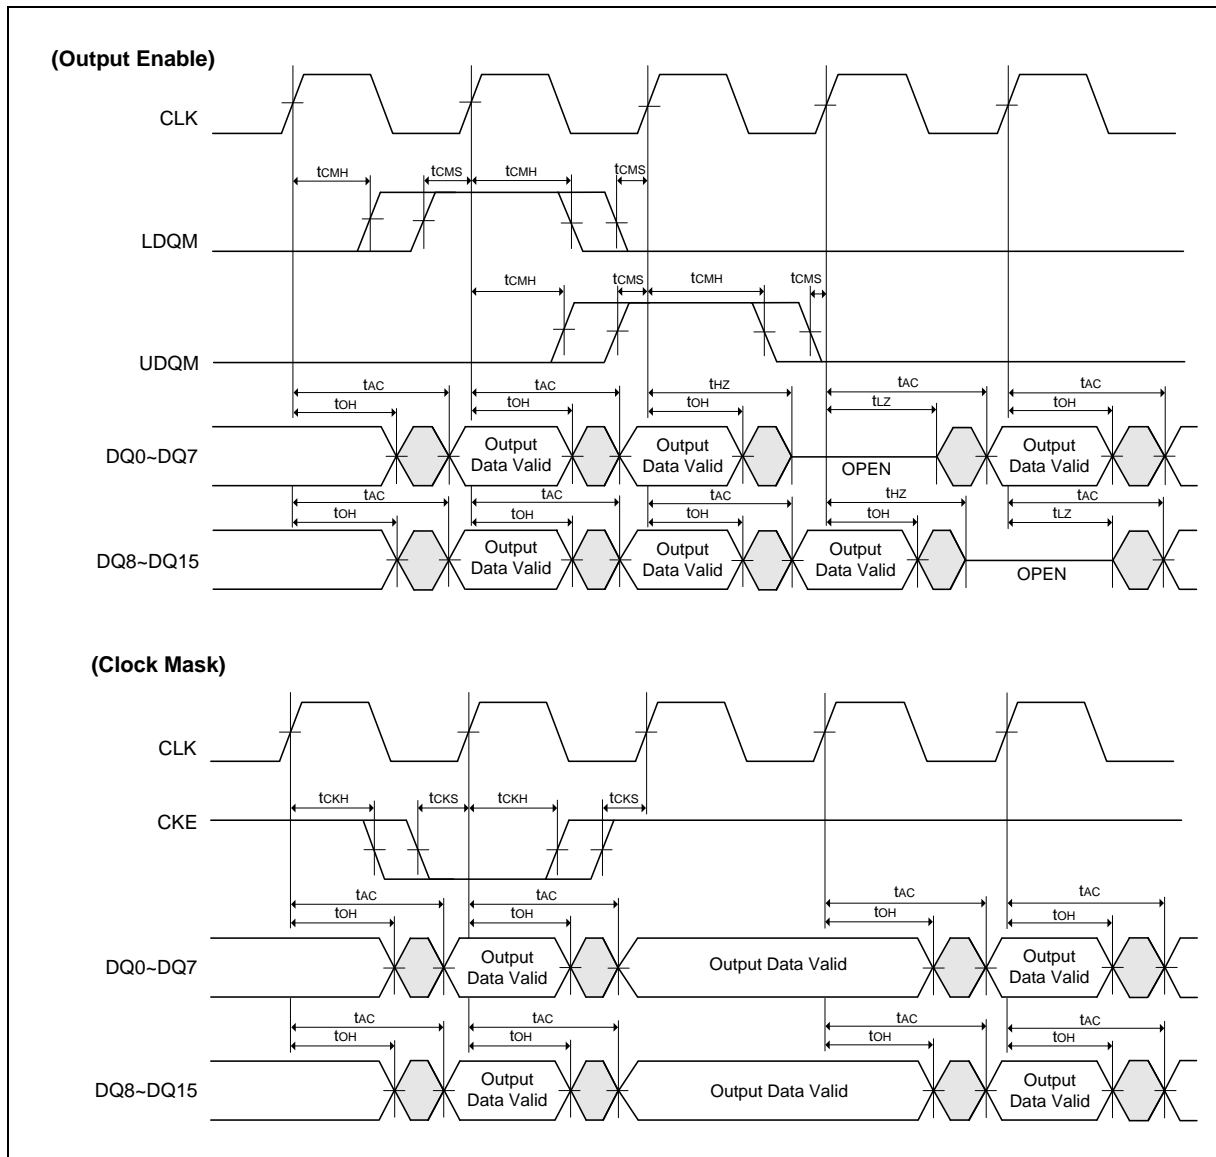 (Output Enable)
CLK
tCMH tCMS tCMH tCMS
LDQM
tCMH tCMS tCMH tCMS
UDQM
tAC tAC tHZ tAC tAC
tOH tOH tOH tLZ tOH
DQ0~DQ7
Output
Data Valid
Output
Data Valid
OPEN
Output
Data Valid
tAC tAC tAC tHZ tAC
tOH tOH tOH tOH tLZ
DQ8~DQ15
Output
Data Valid
Output
Data Valid
Output
Data Valid
OPEN
(Clock Mask)
CLK
tCKH tCKS tCKH tCKS
CKE
tAC tAC tAC tAC
tOH tOH tOH tOH
DQ0~DQ7
Output
Data Valid
Output Data Valid
Output
Data Valid
tAC tAC tAC tAC
tOH tOH tOH tOH
DQ8~DQ15
Output
Data Valid
Output Data Valid
Output
Data Valid